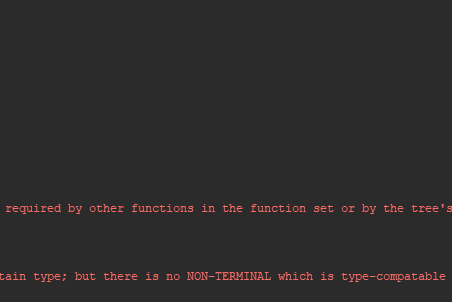 required by other functions in the function set or by the tree's
tain type; but there is no NON-TERMINAL which is type-compatable